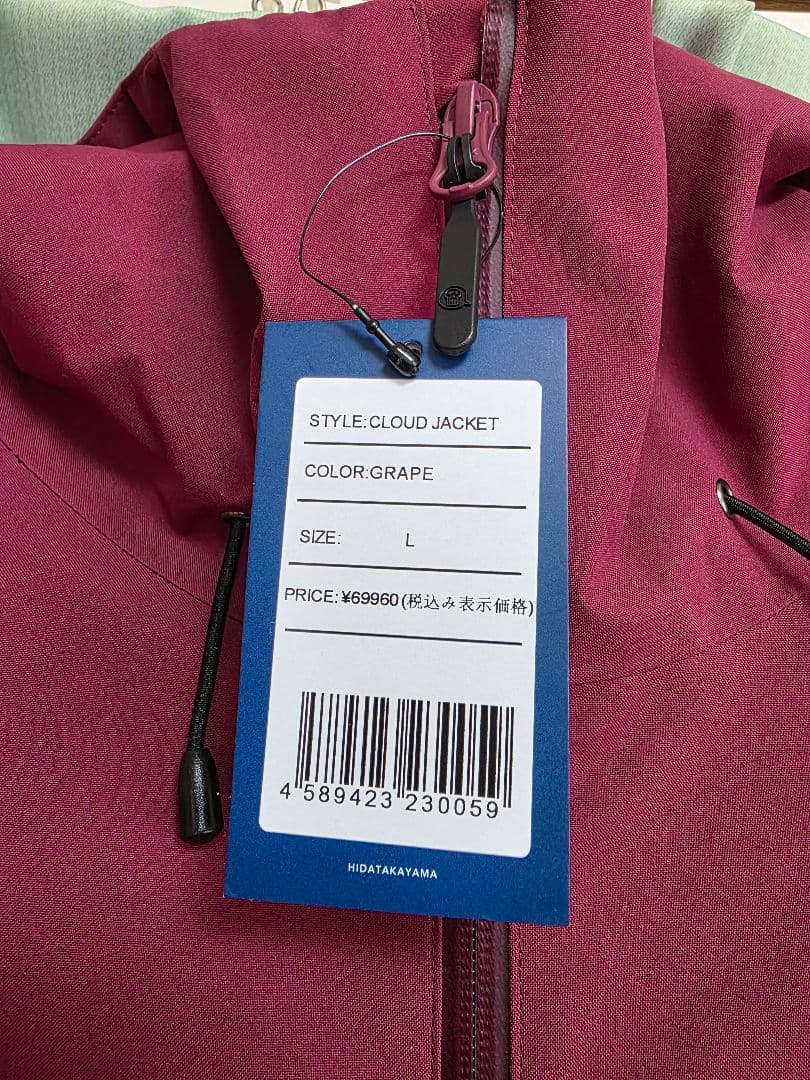 STYLE:CLOUD JACKET
COLOR:GRAPE
SIZE: L
PRICE:¥69960(税込み表示価格)
4 589423 230059
HIDATAKAYAMA